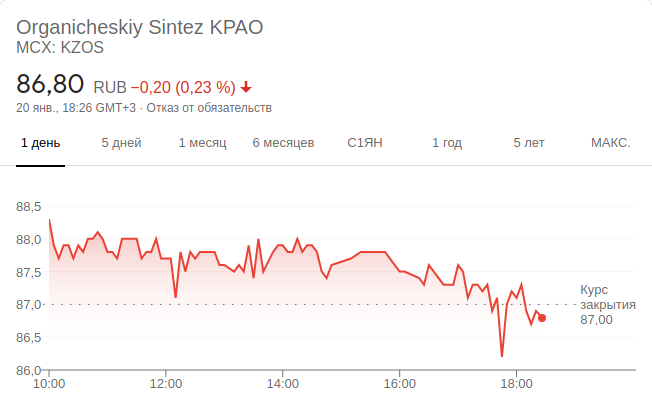 Organicheskiy Sintez KPAO
MCX: KZOS
86,80 RUB −0,20 (0,23 %) ↓
20 янв., 18:26 GMT+3 · Отказ от обязательств
1 день 5 дней 1 месяц 6 месяцев С1ЯН 1 год 5 лет МАКС.
88,5
88,0
87,5
87,0
86,5
86,0
Курс
закрытия
87,00
10:00 12:00 14:00 16:00 18:00